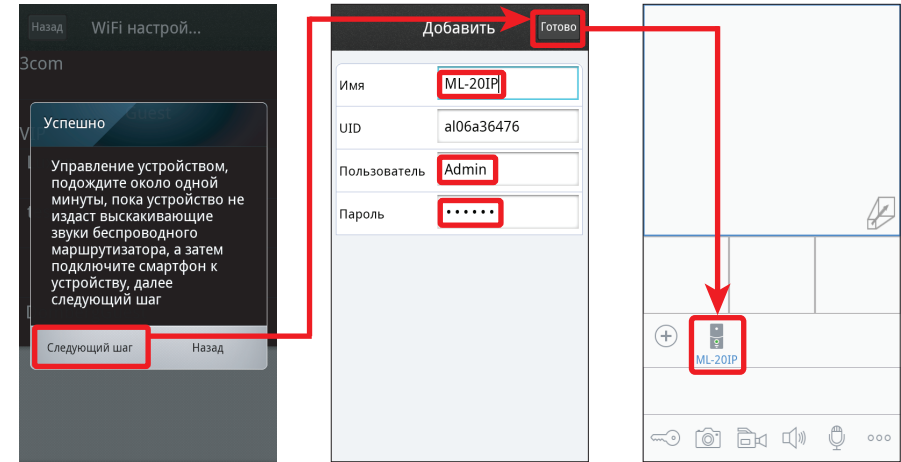 Назад WiFi настрой...
3com
Guest-
Успешно
Управление устройством,
подождите около одной
минуты, пока устройство не
издаст выскакивающие
звуки беспроводного
маршрутизатора, а затем
подключите смартфон к
устройству, далее
следующий шаг
Следующий шаг Назад
Добавить Готово
Имя ML-20IP
UID al06a36476
Пользователь Admin
Пароль ••••••
ML-20IP